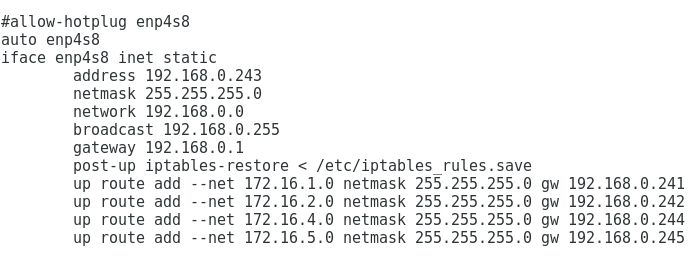 #allow-hotplug enp4s8
auto enp4s8
iface enp4s8 inet static
        address 192.168.0.243
        netmask 255.255.255.0
        network 192.168.0.0
        broadcast 192.168.0.255
        gateway 192.168.0.1
        post-up iptables-restore < /etc/iptables_rules.save
        up route add --net 172.16.1.0 netmask 255.255.255.0 gw 192.168.0.241
        up route add --net 172.16.2.0 netmask 255.255.255.0 gw 192.168.0.242
        up route add --net 172.16.4.0 netmask 255.255.255.0 gw 192.168.0.244
        up route add --net 172.16.5.0 netmask 255.255.255.0 gw 192.168.0.245